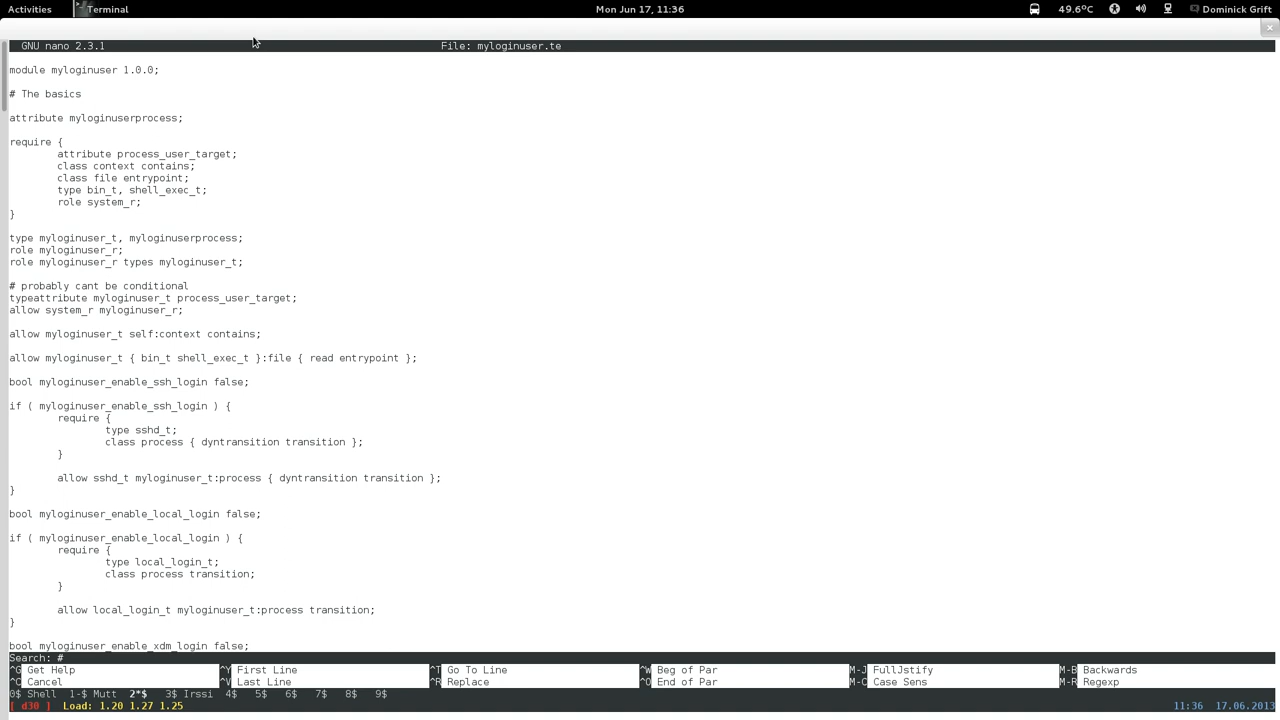 Activities Terminal Mon Jun 17, 11:36 49.6°C Dominick Grift
GNU nano 2.3.1 File: myloginuser.te
module myloginuser 1.0.0;
# The basics
attribute myloginuserprocess;
require {
attribute process_user_target;
class context contains;
class file entrypoint;
type bin_t, shell_exec_t;
role system_r;
}
type myloginuser_t, myloginuserprocess;
role myloginuser_r;
role myloginuser_r types myloginuser_t;
# probably cant be conditional
typeattribute myloginuser_t process_user_target;
allow system_r myloginuser_r;
allow myloginuser_t self:context contains;
allow myloginuser_t { bin_t shell_exec_t }:file { read entrypoint };
bool myloginuser_enable_ssh_login false;
if ( myloginuser_enable_ssh_login ) {
require {
type sshd_t;
class process { dyntransition transition };
}
allow sshd_t myloginuser_t:process { dyntransition transition };
}
bool myloginuser_enable_local_login false;
if ( myloginuser_enable_local_login ) {
require {
type local_login_t;
class process transition;
}
allow local_login_t myloginuser_t:process transition;
}
bool myloginuser_enable_xdm_login false;
Search: #
^G Get Help ^Y First Line ^T Go To Line ^W Beg of Par M-J FullJstify M-B Backwards
^C Cancel ^V Last Line ^R Replace ^O End of Par M-C Case Sens M-R Regexp
0$ Shell 1-$ Mutt 2*$ 3$ Irssi 4$ 5$ 6$ 7$ 8$ 9$
[ d30 ] Load: 1.20 1.27 1.25 11:36 17.06.2013